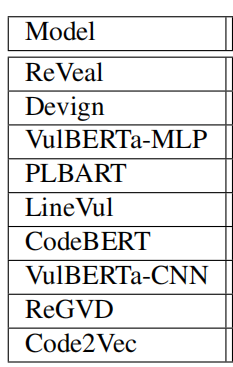 Model
ReVeal
Devign
VulBERTa-MLP
PLBART
LineVul
CodeBERT
VulBERTa-CNN
ReGVD
Code2Vec